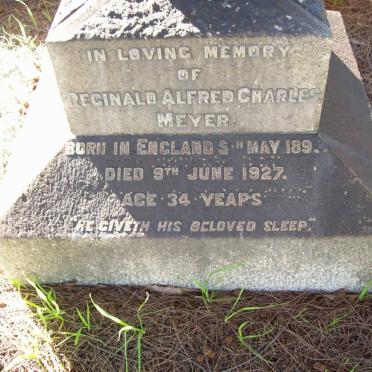 IN LOVING MEMORY
OF
REGINALD ALFRED CHARLES
MEYER.
BORN IN ENGLAND 5TH MAY 189
DIED 9TH JUNE 1927.
AGE 34 YEARS
"HE GIVETH HIS BELOVED SLEEP."